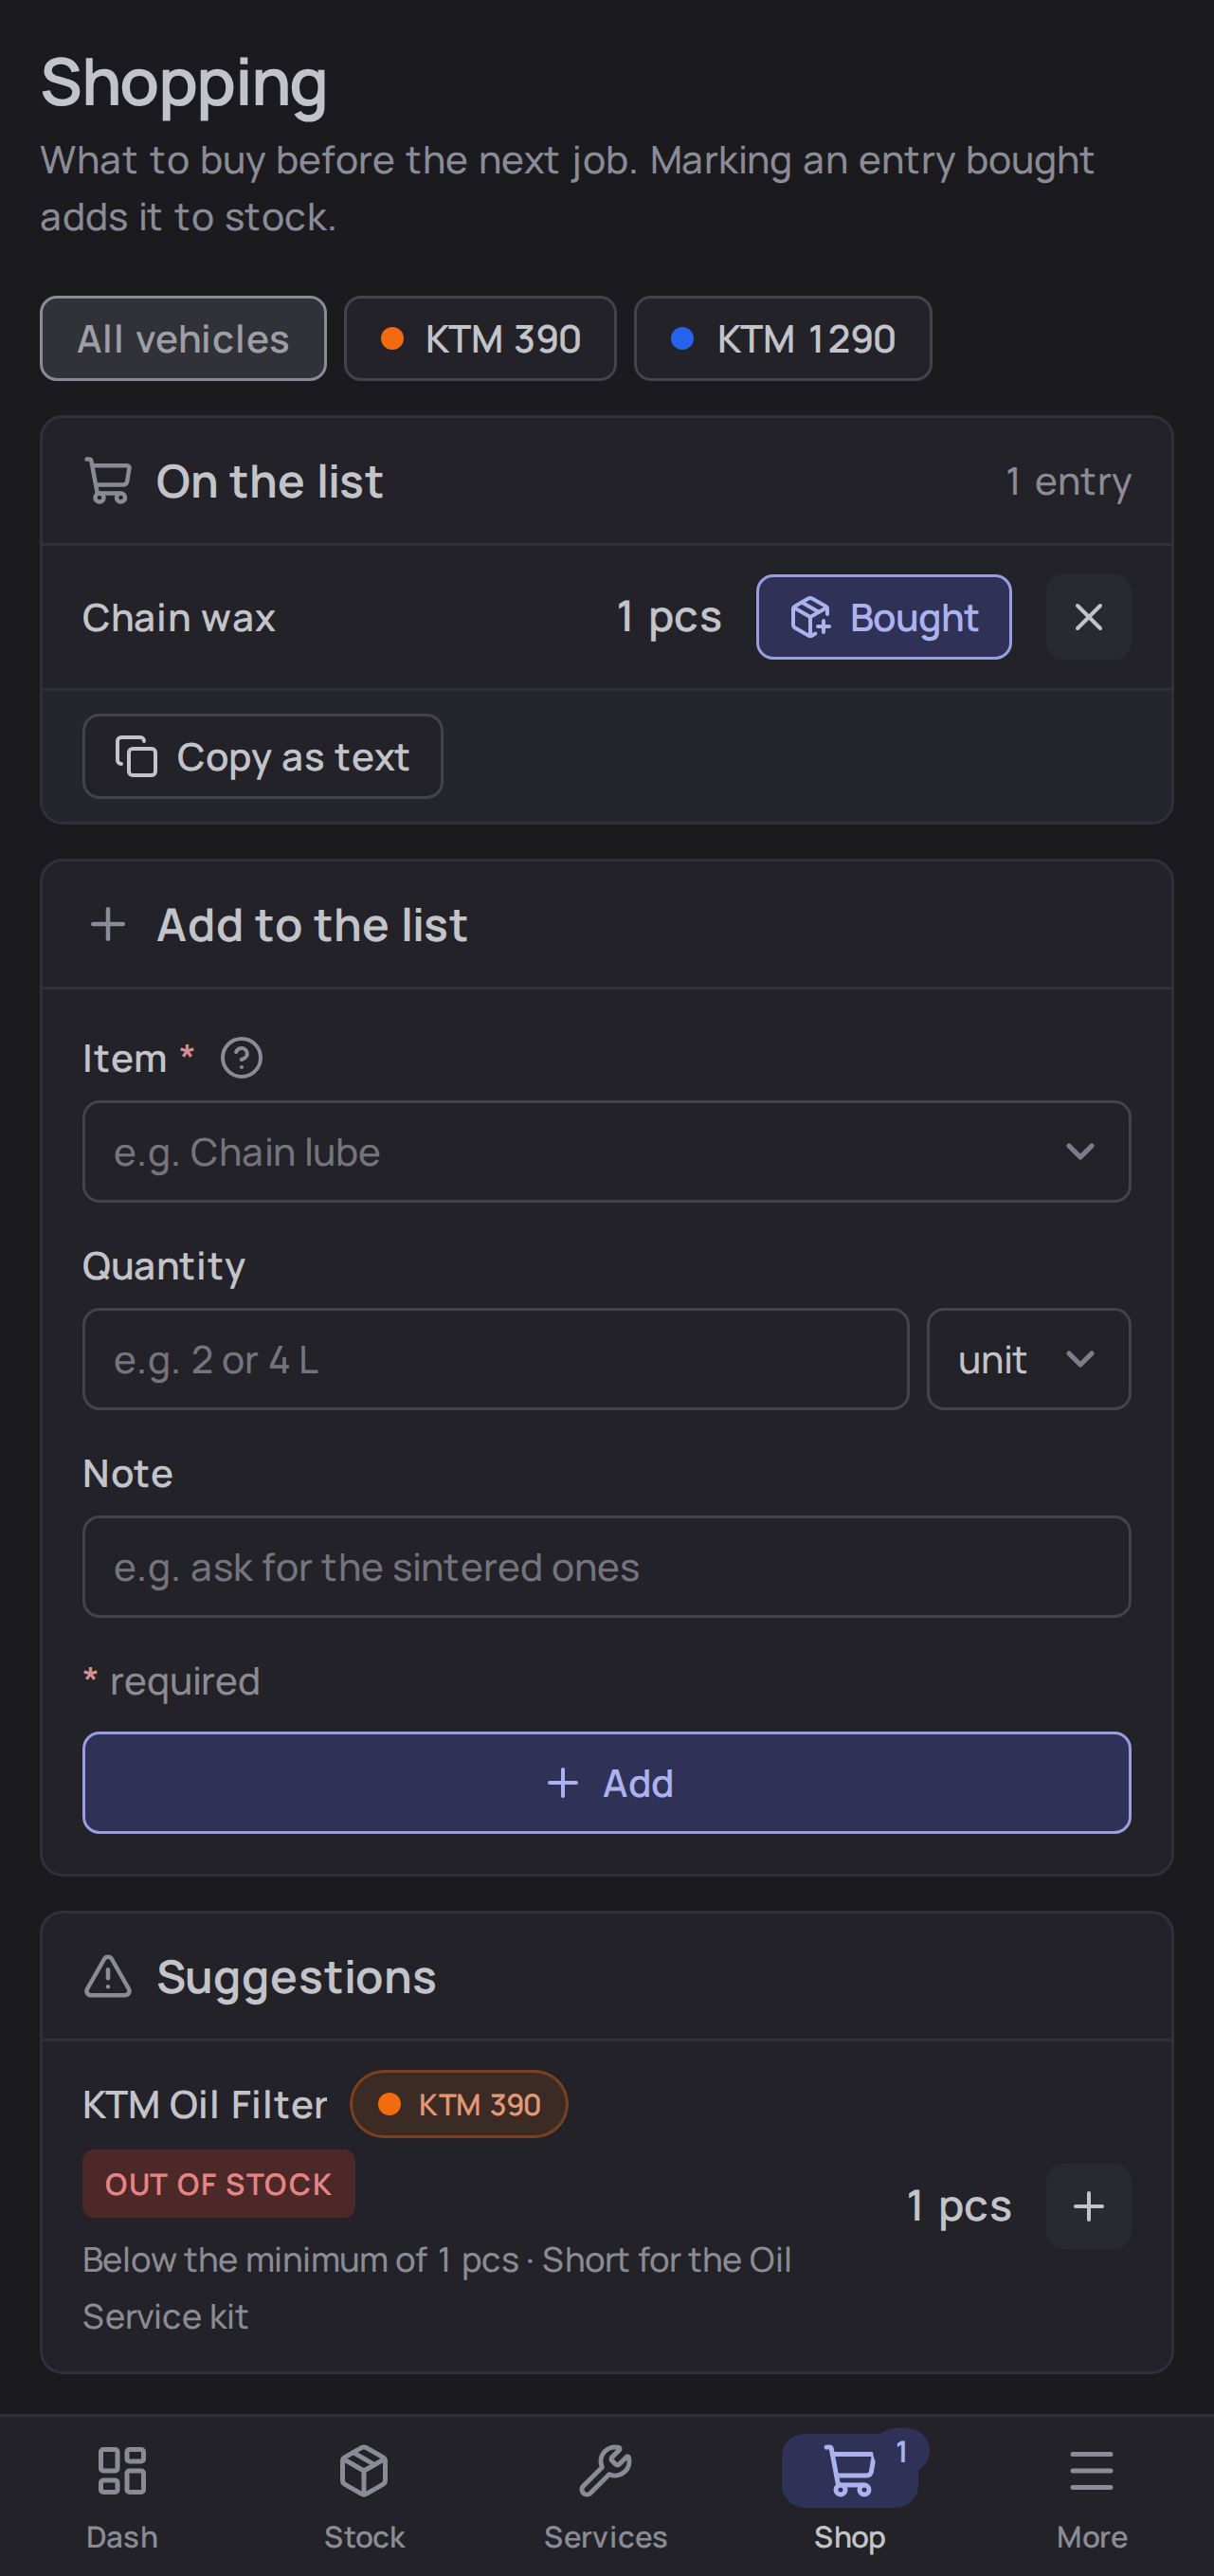 Shopping
What to buy before the next job. Marking an entry bought
adds it to stock.
All vehicles KTM 390 KTM 1290
On the list 1 entry
Chain wax 1 pcs Bought
Copy as text
Add to the list
Item *
e.g. Chain lube
Quantity
e.g. 2 or 4 L unit
Note
e.g. ask for the sintered ones
* required
Add
Suggestions
KTM Oil Filter KTM 390
OUT OF STOCK
1 pcs
Below the minimum of 1 pcs · Short for the Oil
Service kit
1
Dash Stock Services Shop More